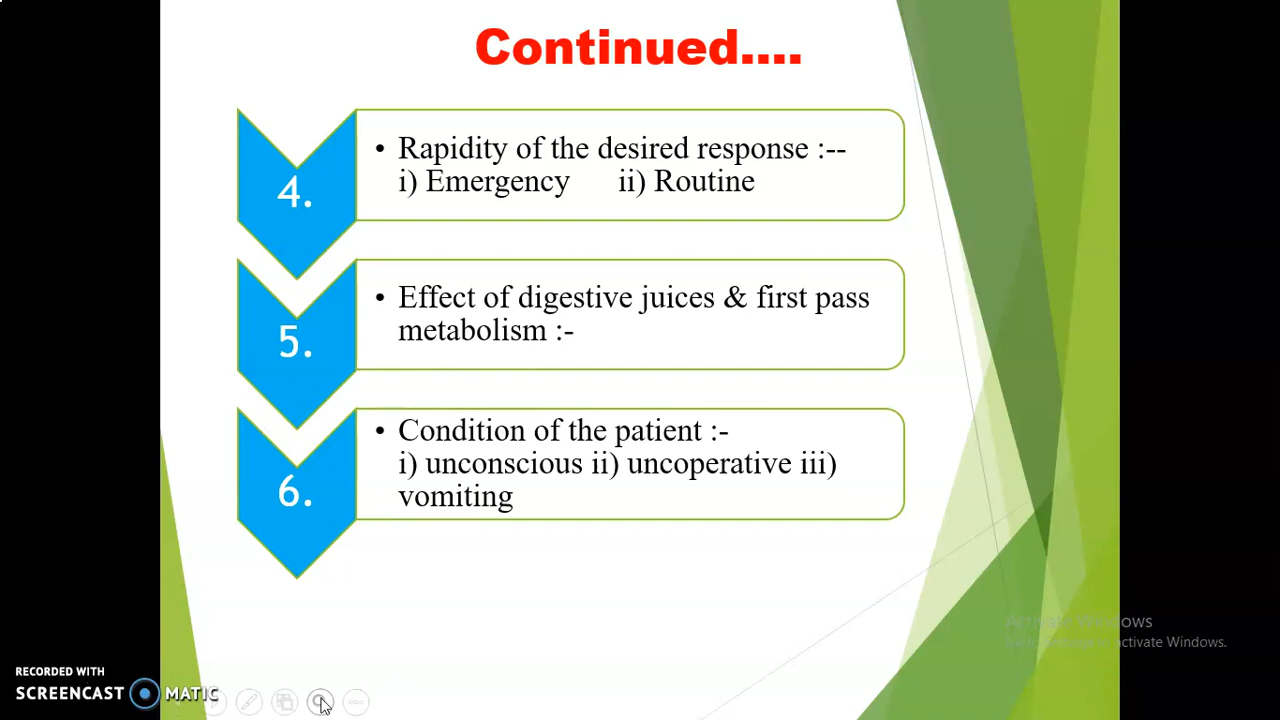 Continued....
4.
• Rapidity of the desired response :--
i) Emergency ii) Routine
5.
• Effect of digestive juices & first pass
metabolism :-
6.
• Condition of the patient :-
i) unconscious ii) uncoperative iii)
vomiting
Activate Windows
Go to Settings to activate Windows.
RECORDED WITH
SCREENCAST MATIC